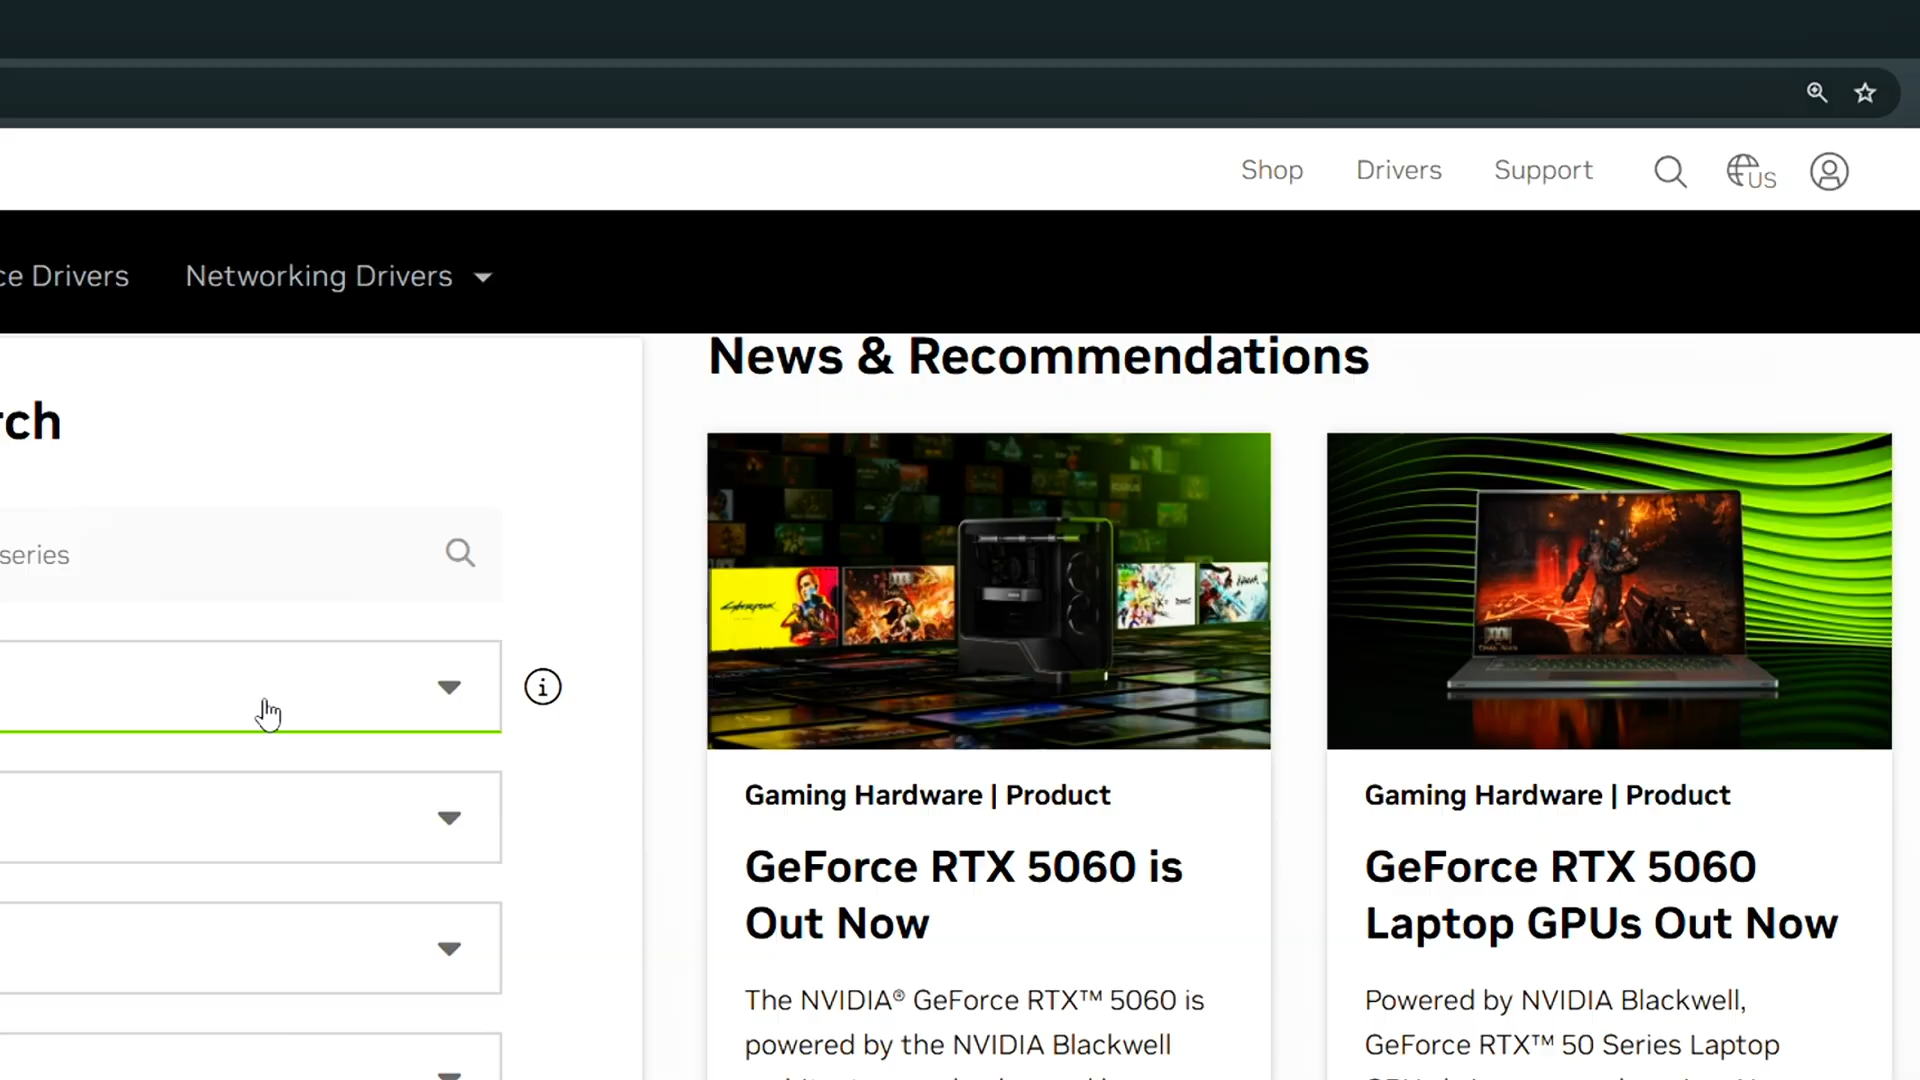 Shop Drivers Support US
ce Drivers Networking Drivers
News & Recommendations
rch
series
CYBERPUNK
Gaming Hardware | Product
GeForce RTX 5060 is
Out Now
The NVIDIA® GeForce RTX™ 5060 is
powered by the NVIDIA Blackwell
Gaming Hardware | Product
GeForce RTX 5060
Laptop GPUs Out Now
Powered by NVIDIA Blackwell,
GeForce RTX™ 50 Series Laptop